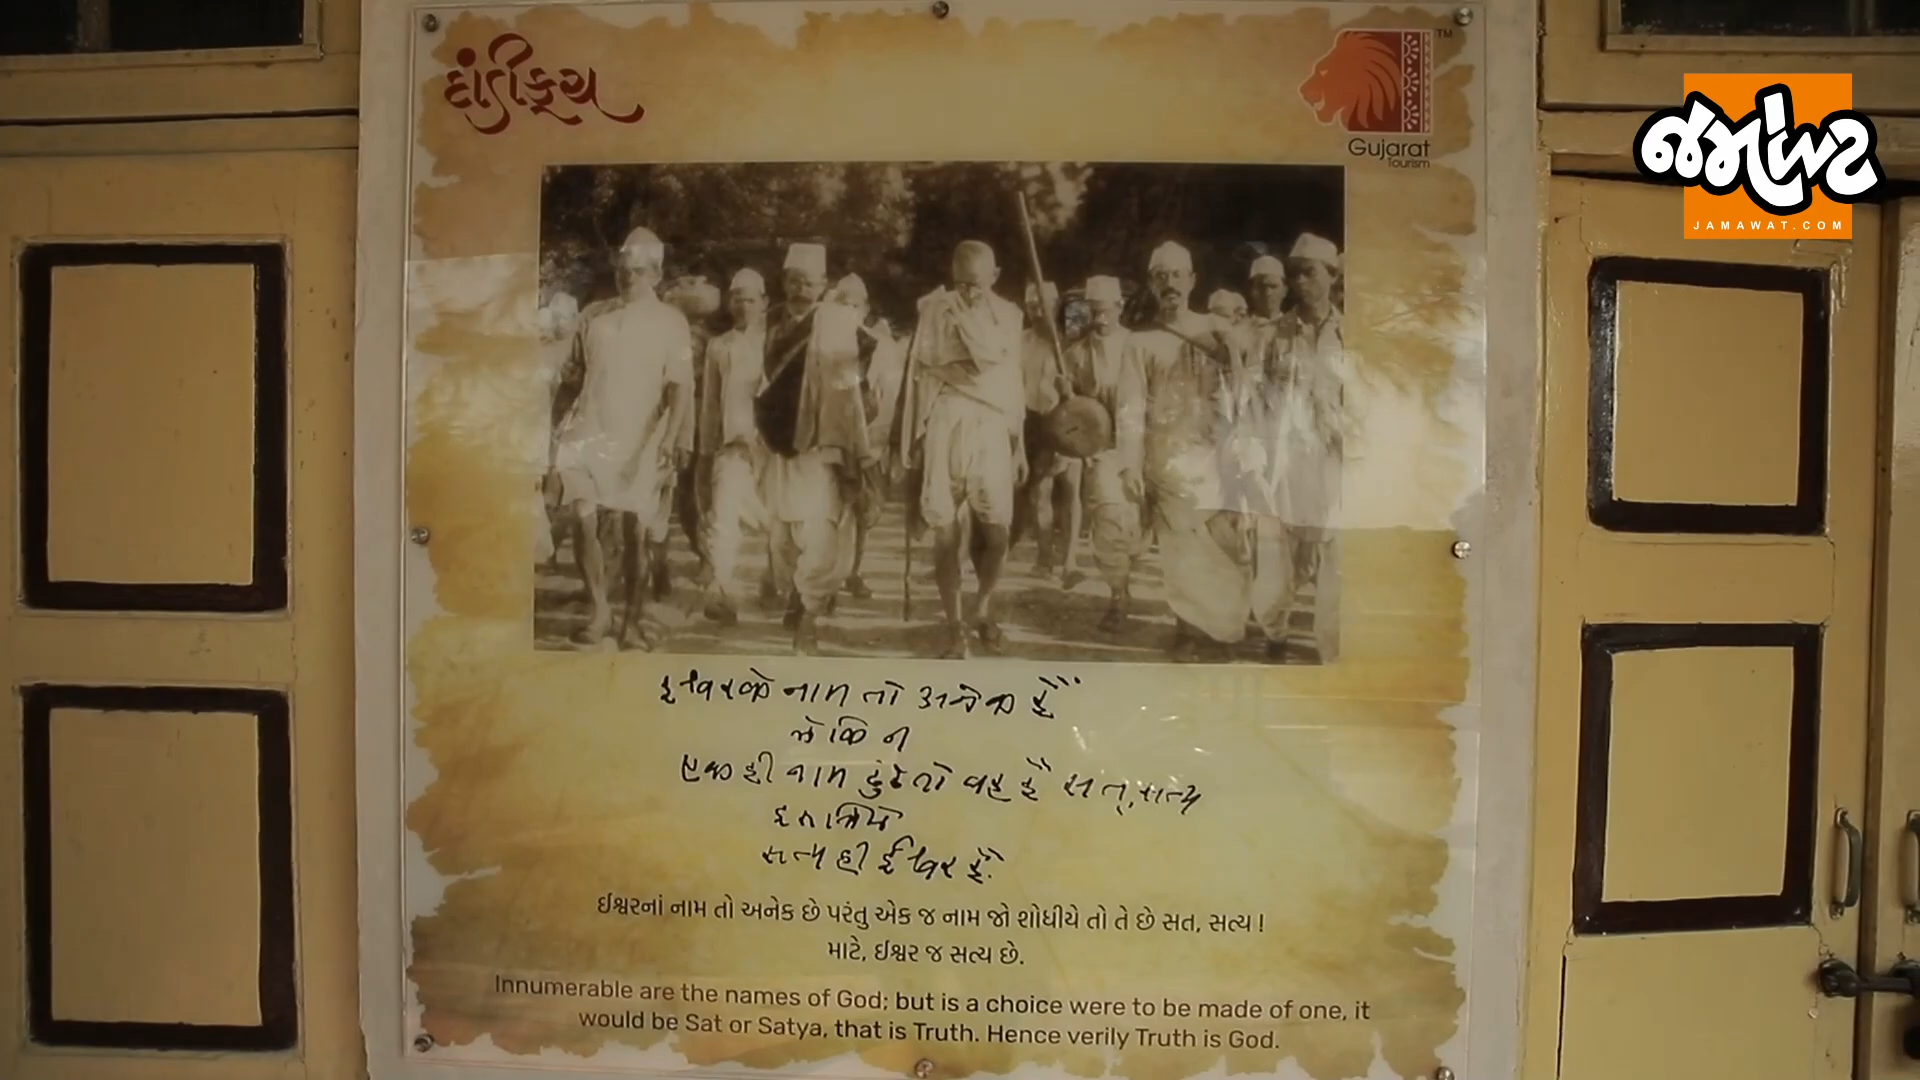 દાંડીકૂચ
TM
Gujarat
Tourism
જમાવટ
JAMAWAT.COM
ईश्वरके नाम तो अनेक हैं
लेकिन
एक ही नाम ढुंढे तो वह है सत्, सत्य
इसलिये
सत्य ही ईश्वर है.
ઈશ્વરનાં નામ તો અનેક છે પરંતુ એક જ નામ જો શોધીયે તો તે છે સત, સત્ય !
માટે, ઈશ્વર જ સત્ય છે.
Innumerable are the names of God; but is a choice were to be made of one, it
would be Sat or Satya, that is Truth. Hence verily Truth is God.